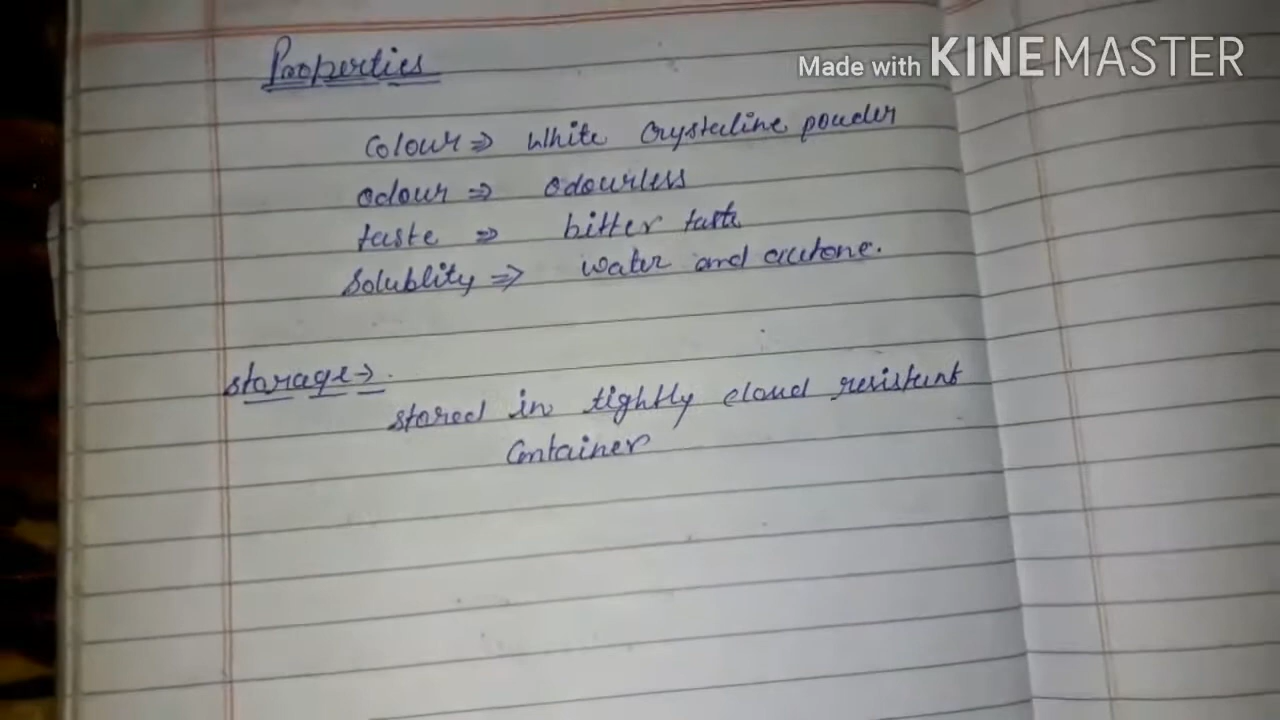 Made with KINEMASTER
Properties
Colour ⇒ White Crystaline powder
odour ⇒ odourless
taste ⇒ bitter taste
Solublity ⇒ water and acetone.
storage →
stored in tightly closed resistant
Container